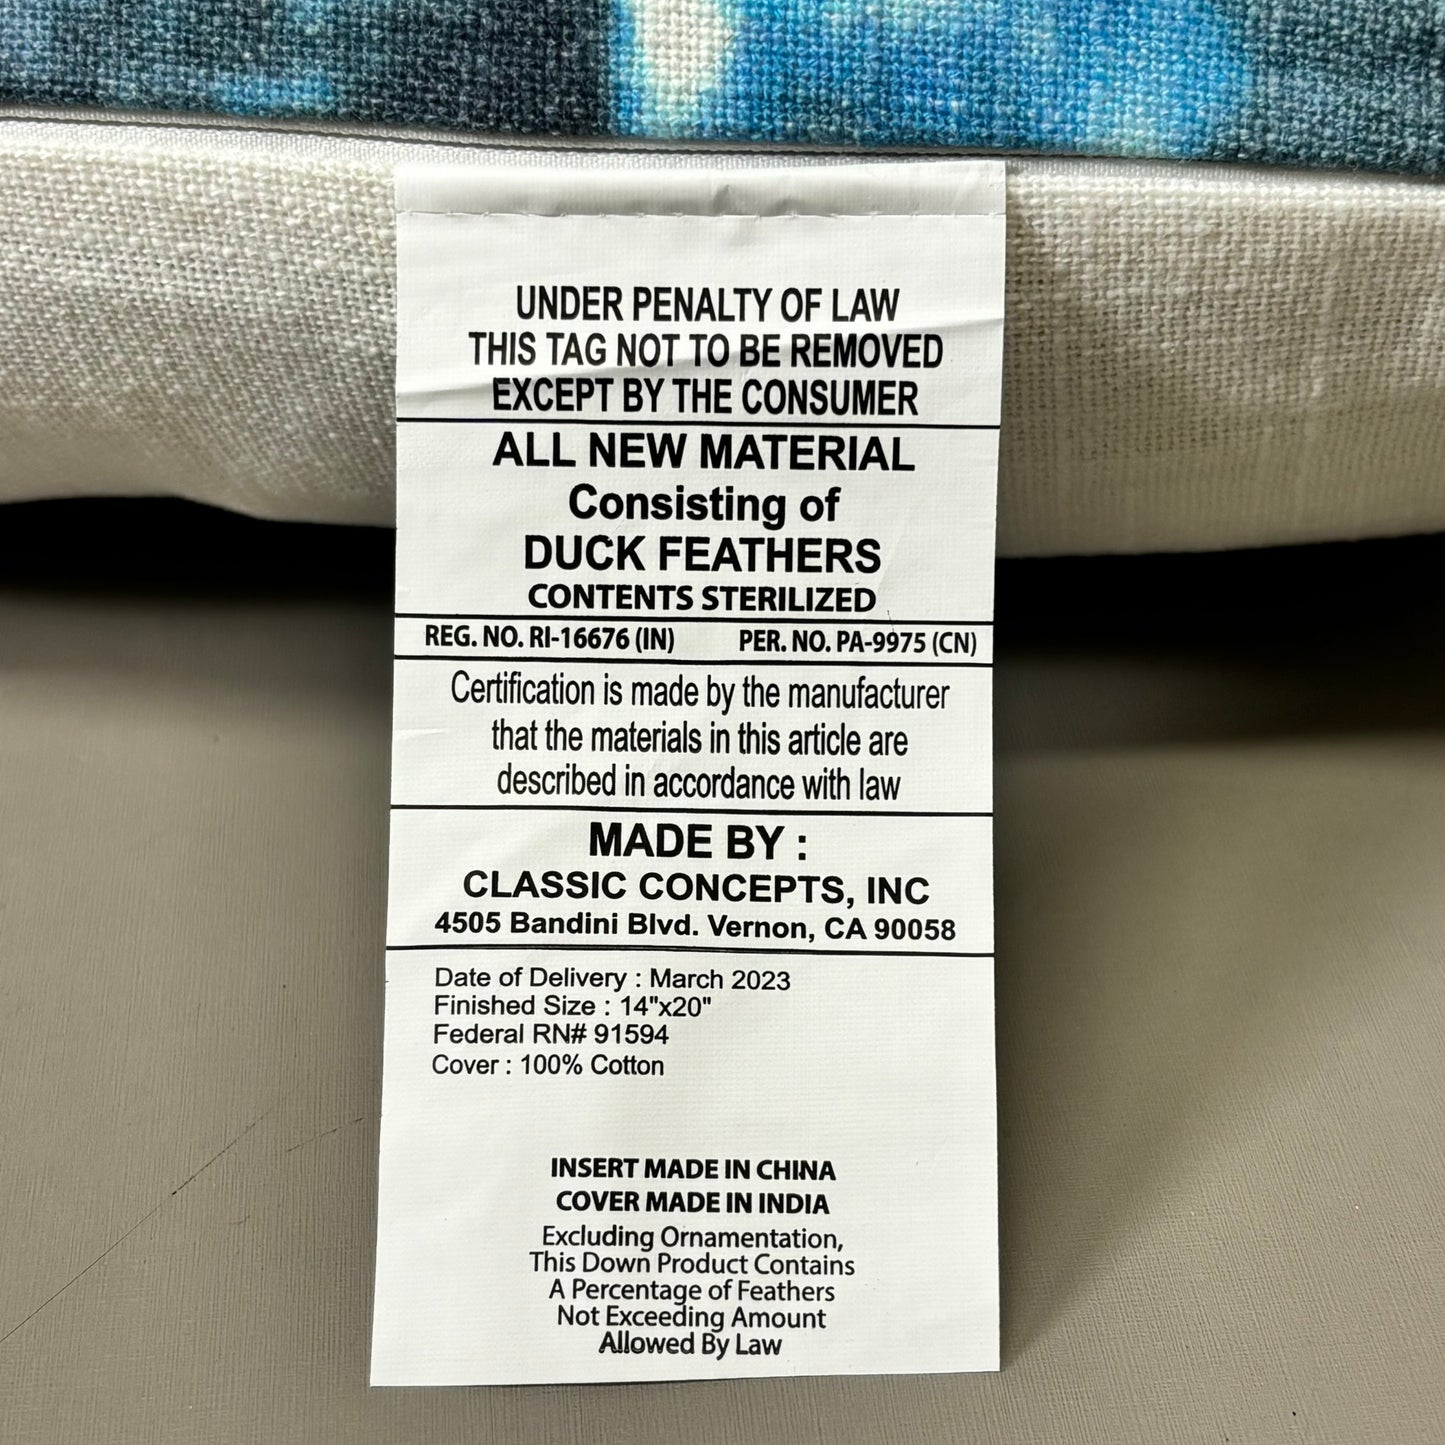 UNDER PENALTY OF LAW
THIS TAG NOT TO BE REMOVED
EXCEPT BY THE CONSUMER
ALL NEW MATERIAL
Consisting of
DUCK FEATHERS
CONTENTS STERILIZED
REG. NO. RI-16676 (IN) PER. NO. PA-9975 (CN)
Certification is made by the manufacturer
that the materials in this article are
described in accordance with law
MADE BY :
CLASSIC CONCEPTS, INC
4505 Bandini Blvd. Vernon, CA 90058
Date of Delivery : March 2023
Finished Size : 14"x20"
Federal RN# 91594
Cover : 100% Cotton
INSERT MADE IN CHINA
COVER MADE IN INDIA
Excluding Ornamentation,
This Down Product Contains
A Percentage of Feathers
Not Exceeding Amount
Allowed By Law